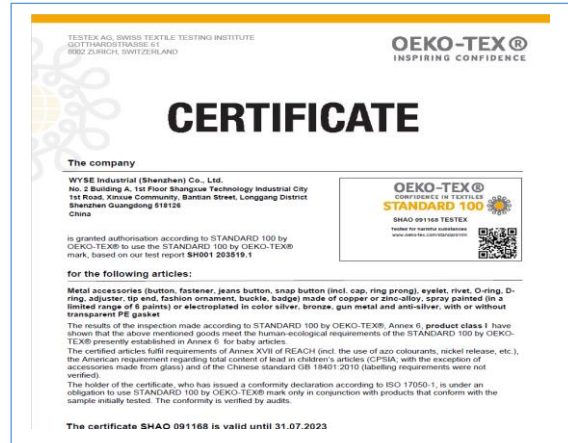 TESTEX AG, SWISS TEXTILE TESTING INSTITUTE
GOTTHARDSTRASSE 61
8002 ZURICH, SWITZERLAND
OEKO-TEX®
INSPIRING CONFIDENCE
CERTIFICATE
The company
WYSE Industrial (Shenzhen) Co., Ltd.
No. 2 Building A, 1st Floor Shangxue Technology Industrial City
1st Road, Xinxue Community, Bantian Street, Longgang District
Shenzhen Guangdong 518126
China
OEKO-TEX®
CONFIDENCE IN TEXTILES
STANDARD 100
SHAO 091168 TESTEX
Tested for harmful substances
www.oeko-tex.com/standard100
is granted authorisation according to STANDARD 100 by
OEKO-TEX® to use the STANDARD 100 by OEKO-TEX®
mark, based on our test report SH001 203519.1
for the following articles:
Metal accessories (button, fastener, jeans button, snap button (incl. cap, ring prong), eyelet, rivet, O-ring, D-
ring, adjuster, tip end, fashion ornament, buckle, badge) made of copper or zinc-alloy, spray painted (in a
limited range of 6 paints) or electroplated in color silver, bronze, gun metal and anti-silver, with or without
transparent PE gasket
The results of the inspection made according to STANDARD 100 by OEKO-TEX®, Annex 6, product class I have
shown that the above mentioned goods meet the human-ecological requirements of the STANDARD 100 by OEKO-
TEX® presently established in Annex 6 for baby articles.
The certified articles fulfil requirements of Annex XVII of REACH (incl. the use of azo colourants, nickel release, etc.),
the American requirement regarding total content of lead in children's articles (CPSIA; with the exception of
accessories made from glass) and of the Chinese standard GB 18401:2010 (labelling requirements were not
verified).
The holder of the certificate, who has issued a conformity declaration according to ISO 17050-1, is under an
obligation to use STANDARD 100 by OEKO-TEX® mark only in conjunction with products that conform with the
sample initially tested. The conformity is verified by audits.
The certificate SHAO 091168 is valid until 31.07.2023